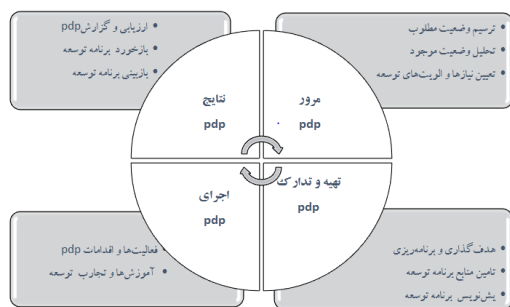 ترسیم وضعیت مطلوب
تحلیل وضعیت موجود
تعیین نیازها و الویت‌های توسعه
ارزیابی و گزارش pdp
بازخورد برنامه توسعه
بازبینی برنامه توسعه
مرور
pdp
نتایج
pdp
تهیه و تدارک
pdp
اجرای
pdp
هدف‌گذاری و برنامه‌ریزی
تامین منابع برنامه توسعه
پیش‌نویس برنامه توسعه
فعالیت‌ها و اقدامات pdp
آموزش‌ها و تجارب توسعه